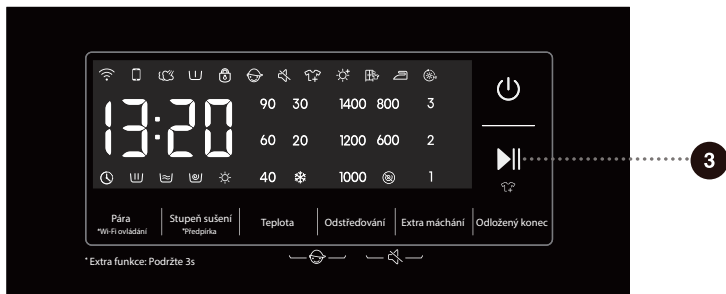 90 30 1400 800 3
13:20
60 20 1200 600 2
3
40 1000 1
Pára
*Wi-Fi ovládání
Stupeň sušení
*Předpírka
Teplota
Odstřeďování
Extra máchání
Odložený konec
*Extra funkce: Podržte 3s